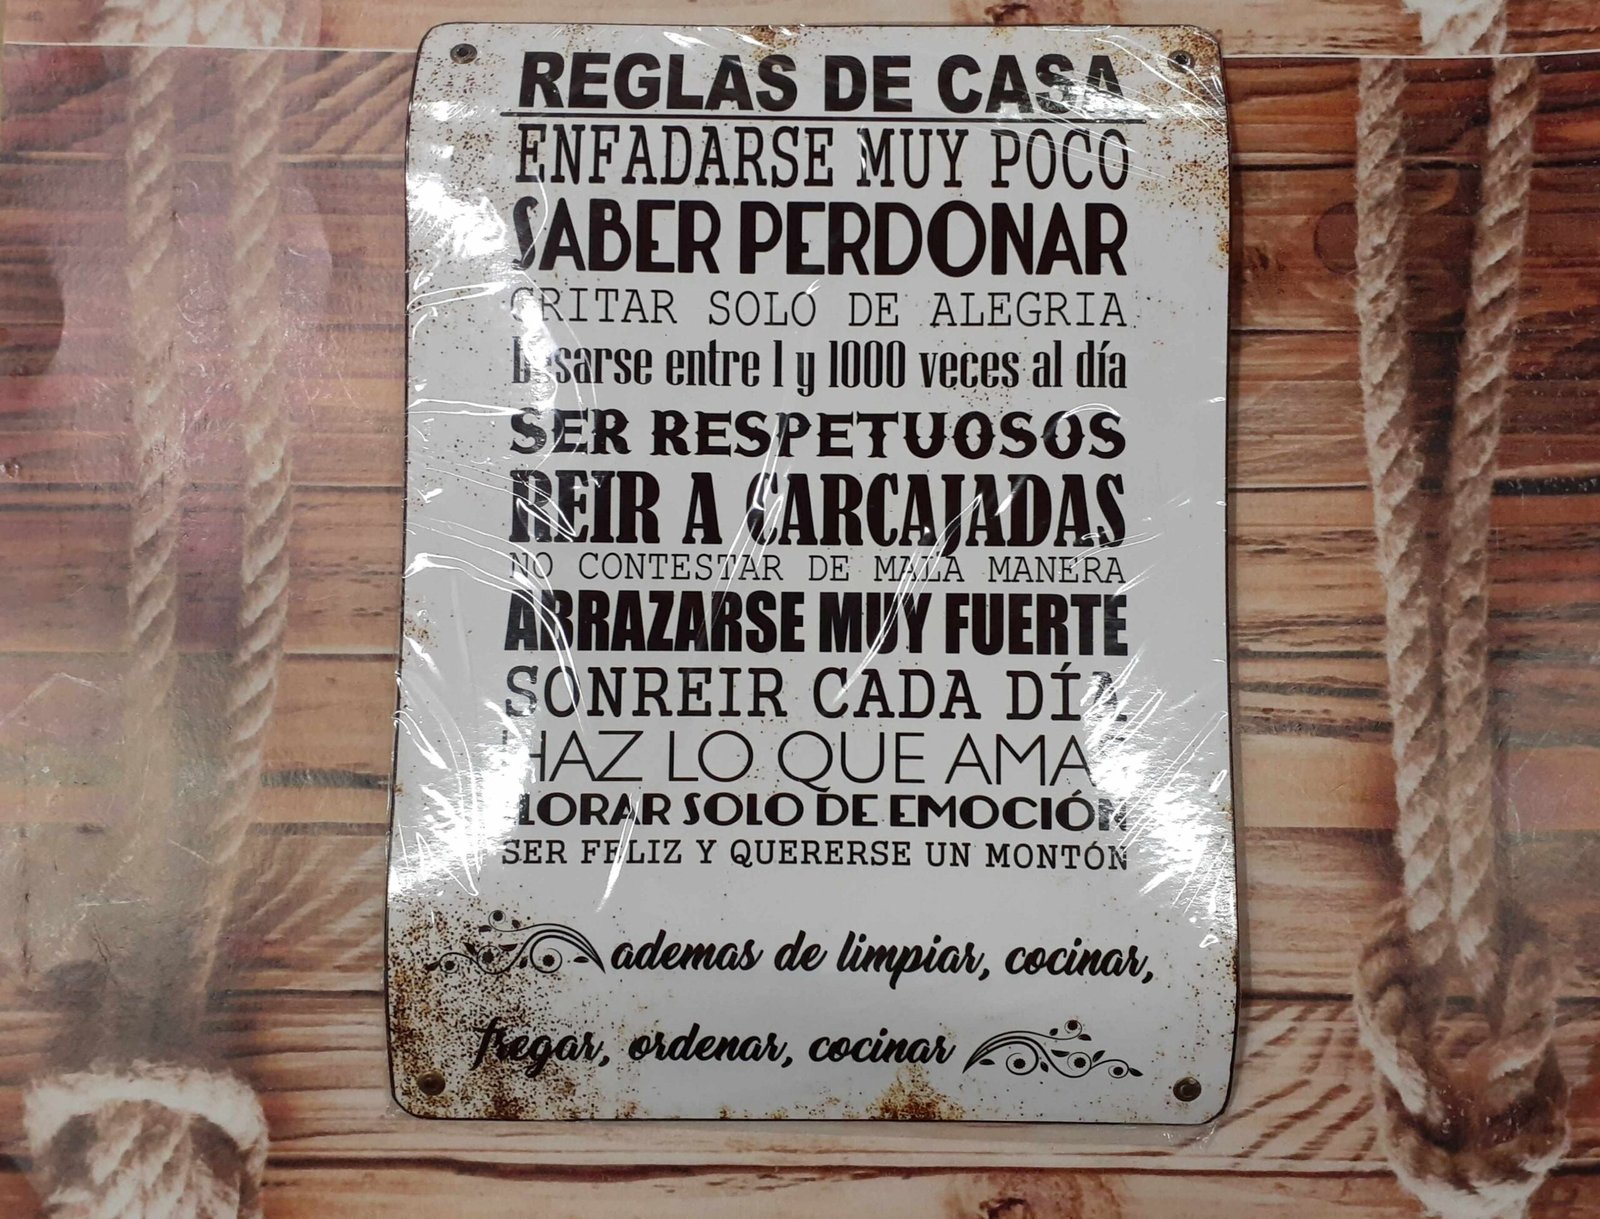 REGLAS DE CASA
ENFADARSE MUY POCO
SABER PERDONAR
GRITAR SOLO DE ALEGRIA
besarse entre 1 y 1000 veces al día
SER RESPETUOSOS
REIR A CARCAJADAS
NO CONTESTAR DE MALA MANERA
ABRAZARSE MUY FUERTE
SONREIR CADA DÍA
HAZ LO QUE AMAS
LLORAR SOLO DE EMOCIÓN
SER FELIZ Y QUERERSE UN MONTÓN
ademas de limpiar, cocinar,
fregar, ordenar, cocinar